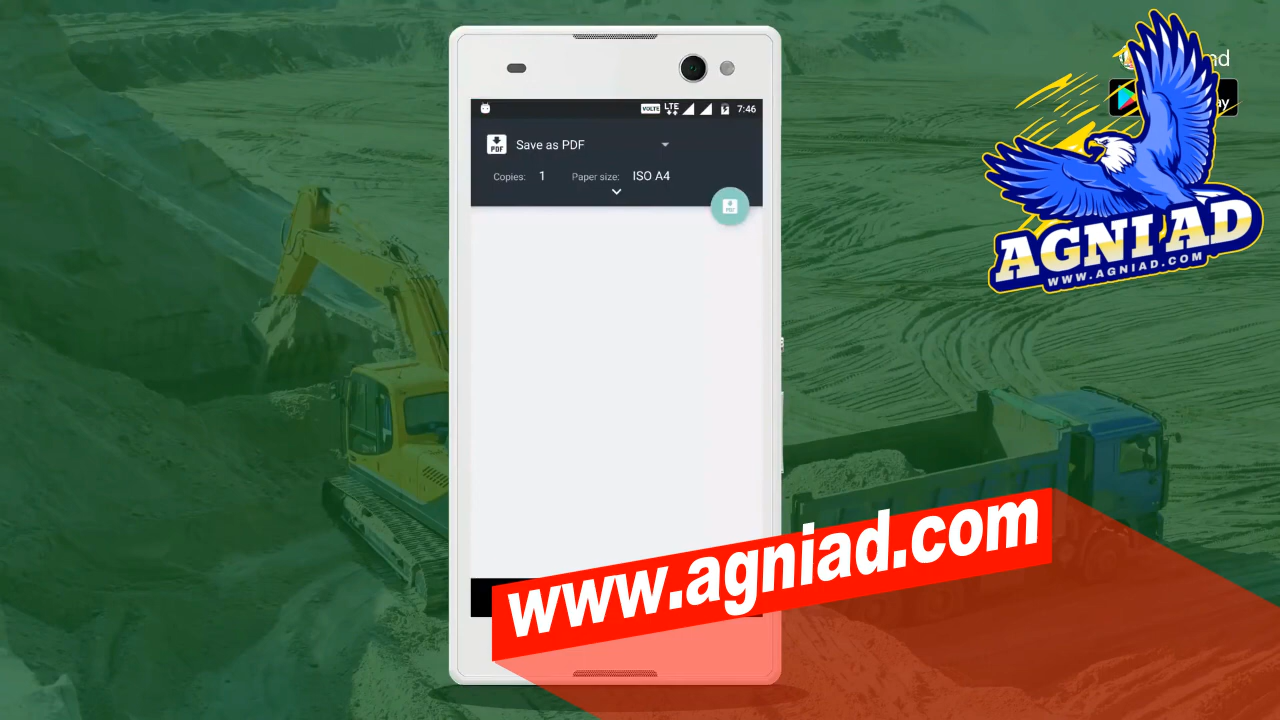 VOLTE LTE 7:46
PDF Save as PDF
Copies: 1 Paper size: ISO A4
PDF
AGNI AD
WWW.AGNIAD.COM
www.agniad.com